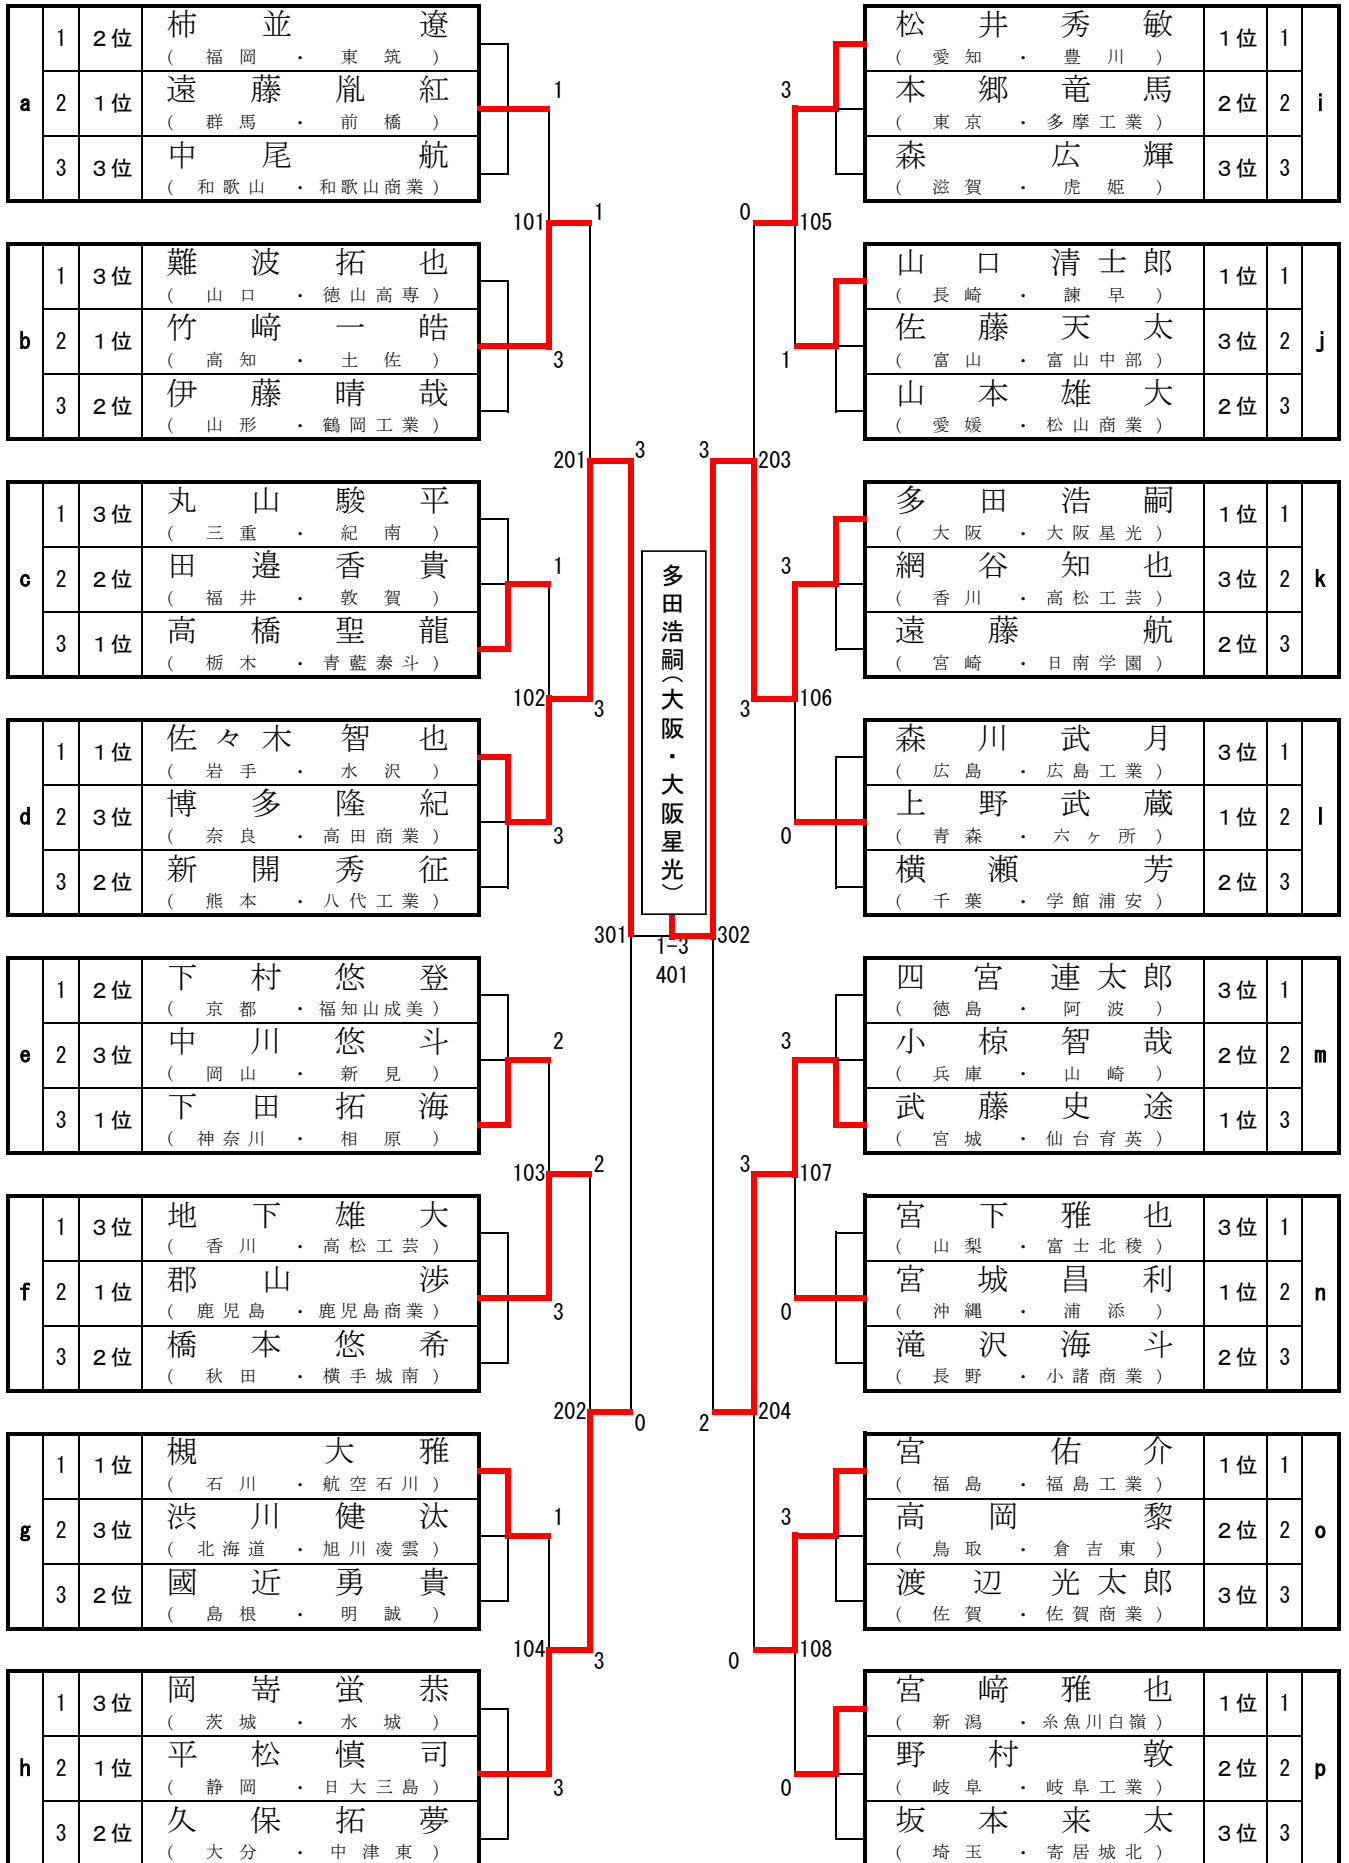 a
1 2位 柿並遼
(福岡・東筑)
2 1位 遠藤胤紅
(群馬・前橋)
3 3位 中尾航
(和歌山・和歌山商業)
b
1 3位 難波拓也
(山口・徳山高専)
2 1位 竹﨑一皓
(高知・土佐)
3 2位 伊藤晴哉
(山形・鶴岡工業)
c
1 3位 丸山駿平
(三重・紀南)
2 2位 田邉香貴
(福井・敦賀)
3 1位 高橋聖龍
(栃木・青藍泰斗)
d
1 1位 佐々木智也
(岩手・水沢)
2 3位 博多隆紀
(奈良・高田商業)
3 2位 新開秀征
(熊本・八代工業)
e
1 2位 下村悠登
(京都・福知山成美)
2 3位 中川悠斗
(岡山・新見)
3 1位 下田拓海
(神奈川・相原)
f
1 3位 地下雄大
(香川・高松工芸)
2 1位 郡山渉
(鹿児島・鹿児島商業)
3 2位 橋本悠希
(秋田・横手城南)
g
1 1位 槻大雅
(石川・航空石川)
2 3位 渋川健汰
(北海道・旭川凌雲)
3 2位 國近勇貴
(島根・明誠)
h
1 3位 岡嵜蛍恭
(茨城・水城)
2 1位 平松慎司
(静岡・日大三島)
3 2位 久保拓夢
(大分・中津東)
1
101
3
1
201
1
102
3
3
3
2
103
3
2
202
1
104
3
3
0
301
多田浩嗣(大阪・大阪星光)
1-3
401
302
3
105
1
0
203
3
106
0
3
3
3
107
0
3
204
3
108
0
0
2
松井秀敏 1位 1
(愛知・豊川)
本郷竜馬 2位 2
(東京・多摩工業)
森広輝 3位 3
(滋賀・虎姫)
i
山口清士郎 1位 1
(長崎・諫早)
佐藤天太 3位 2
(富山・富山中部)
山本雄大 2位 3
(愛媛・松山商業)
j
多田浩嗣 1位 1
(大阪・大阪星光)
網谷知也 3位 2
(香川・高松工芸)
遠藤航 2位 3
(宮崎・日南学園)
k
森川武月 3位 1
(広島・広島工業)
上野武蔵 1位 2
(青森・六ヶ所)
横瀬芳 2位 3
(千葉・学館浦安)
l
四宮連太郎 3位 1
(徳島・阿波)
小椋智哉 2位 2
(兵庫・山崎)
武藤史途 1位 3
(宮城・仙台育英)
m
宮下雅也 3位 1
(山梨・富士北稜)
宮城昌利 1位 2
(沖縄・浦添)
滝沢海斗 2位 3
(長野・小諸商業)
n
宮佑介 1位 1
(福島・福島工業)
高岡黎 2位 2
(鳥取・倉吉東)
渡辺光太郎 3位 3
(佐賀・佐賀商業)
o
宮﨑雅也 1位 1
(新潟・糸魚川白嶺)
野村敦 2位 2
(岐阜・岐阜工業)
坂本来太 3位 3
(埼玉・寄居城北)
p